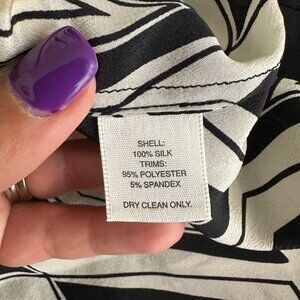 SHELL:
100% SILK
TRIMS:
95% POLYESTER
5% SPANDEX
DRY CLEAN ONLY.